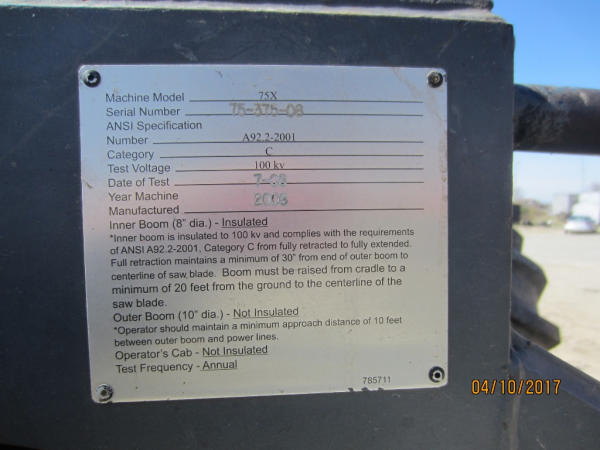 Machine Model 75X
Serial Number 75-375-08
ANSI Specification
Number A92.2-2001
Category C
Test Voltage 100 kv
Date of Test 7-08
Year Machine
Manufactured 2008
Inner Boom (8" dia.) - Insulated
*Inner boom is insulated to 100 kv and complies with the requirements
of ANSI A92.2-2001, Category C from fully retracted to fully extended.
Full retraction maintains a minimum of 30" from end of outer boom to
centerline of saw blade. Boom must be raised from cradle to a
minimum of 20 feet from the ground to the centerline of the
saw blade.
Outer Boom (10" dia.) - Not Insulated
*Operator should maintain a minimum approach distance of 10 feet
between outer boom and power lines.
Operator's Cab - Not Insulated
Test Frequency - Annual
785711
04/10/2017